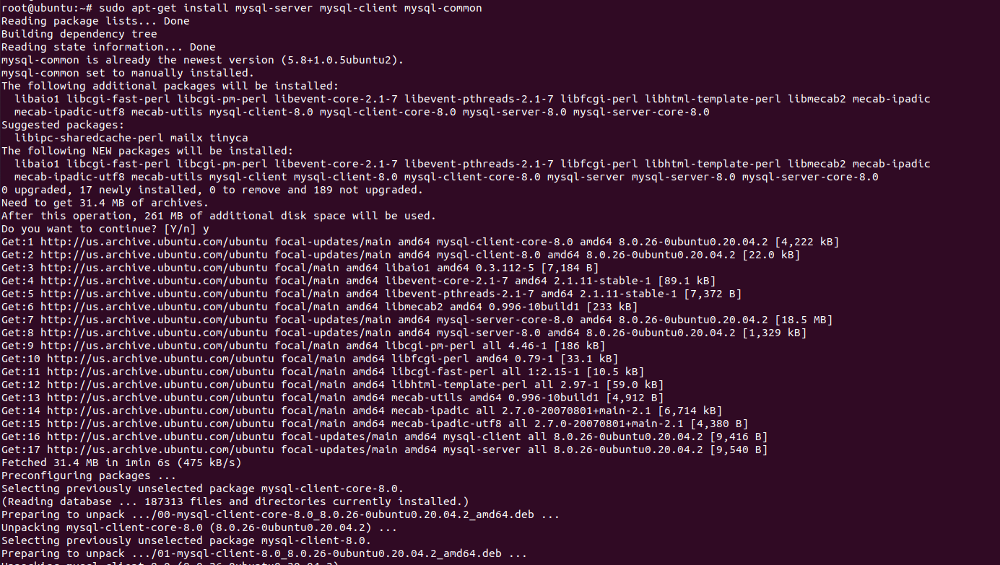 root@ubuntu:~# sudo apt-get install mysql-server mysql-client mysql-common
Reading package lists... Done
Building dependency tree
Reading state information... Done
mysql-common is already the newest version (5.8+1.0.5ubuntu2).
mysql-common set to manually installed.
The following additional packages will be installed:
  libaio1 libcgi-fast-perl libcgi-pm-perl libevent-core-2.1-7 libevent-pthreads-2.1-7 libfcgi-perl libhtml-template-perl libmecab2 mecab-ipadic
  mecab-ipadic-utf8 mecab-utils mysql-client-8.0 mysql-client-core-8.0 mysql-server-8.0 mysql-server-core-8.0
Suggested packages:
  libipc-sharedcache-perl mailx tinyca
The following NEW packages will be installed:
  libaio1 libcgi-fast-perl libcgi-pm-perl libevent-core-2.1-7 libevent-pthreads-2.1-7 libfcgi-perl libhtml-template-perl libmecab2 mecab-ipadic
  mecab-ipadic-utf8 mecab-utils mysql-client mysql-client-8.0 mysql-client-core-8.0 mysql-server mysql-server-8.0 mysql-server-core-8.0
0 upgraded, 17 newly installed, 0 to remove and 189 not upgraded.
Need to get 31.4 MB of archives.
After this operation, 261 MB of additional disk space will be used.
Do you want to continue? [Y/n] y
Get:1 http://us.archive.ubuntu.com/ubuntu focal-updates/main amd64 mysql-client-core-8.0 amd64 8.0.26-0ubuntu0.20.04.2 [4,222 kB]
Get:2 http://us.archive.ubuntu.com/ubuntu focal-updates/main amd64 mysql-client-8.0 amd64 8.0.26-0ubuntu0.20.04.2 [22.0 kB]
Get:3 http://us.archive.ubuntu.com/ubuntu focal/main amd64 libaio1 amd64 0.3.112-5 [7,184 B]
Get:4 http://us.archive.ubuntu.com/ubuntu focal/main amd64 libevent-core-2.1-7 amd64 2.1.11-stable-1 [89.1 kB]
Get:5 http://us.archive.ubuntu.com/ubuntu focal/main amd64 libevent-pthreads-2.1-7 amd64 2.1.11-stable-1 [7,372 B]
Get:6 http://us.archive.ubuntu.com/ubuntu focal/main amd64 libmecab2 amd64 0.996-10build1 [233 kB]
Get:7 http://us.archive.ubuntu.com/ubuntu focal-updates/main amd64 mysql-server-core-8.0 amd64 8.0.26-0ubuntu0.20.04.2 [18.5 MB]
Get:8 http://us.archive.ubuntu.com/ubuntu focal-updates/main amd64 mysql-server-8.0 amd64 8.0.26-0ubuntu0.20.04.2 [1,329 kB]
Get:9 http://us.archive.ubuntu.com/ubuntu focal/main amd64 libcgi-pm-perl all 4.46-1 [186 kB]
Get:10 http://us.archive.ubuntu.com/ubuntu focal/main amd64 libfcgi-perl amd64 0.79-1 [33.1 kB]
Get:11 http://us.archive.ubuntu.com/ubuntu focal/main amd64 libcgi-fast-perl all 1:2.15-1 [10.5 kB]
Get:12 http://us.archive.ubuntu.com/ubuntu focal/main amd64 libhtml-template-perl all 2.97-1 [59.0 kB]
Get:13 http://us.archive.ubuntu.com/ubuntu focal/main amd64 mecab-utils amd64 0.996-10build1 [4,912 B]
Get:14 http://us.archive.ubuntu.com/ubuntu focal/main amd64 mecab-ipadic all 2.7.0-20070801+main-2.1 [6,714 kB]
Get:15 http://us.archive.ubuntu.com/ubuntu focal/main amd64 mecab-ipadic-utf8 all 2.7.0-20070801+main-2.1 [4,380 B]
Get:16 http://us.archive.ubuntu.com/ubuntu focal-updates/main amd64 mysql-client all 8.0.26-0ubuntu0.20.04.2 [9,416 B]
Get:17 http://us.archive.ubuntu.com/ubuntu focal-updates/main amd64 mysql-server all 8.0.26-0ubuntu0.20.04.2 [9,540 B]
Fetched 31.4 MB in 1min 6s (475 kB/s)
Preconfiguring packages ...
Selecting previously unselected package mysql-client-core-8.0.
(Reading database ... 187313 files and directories currently installed.)
Preparing to unpack .../00-mysql-client-core-8.0_8.0.26-0ubuntu0.20.04.2_amd64.deb ...
Unpacking mysql-client-core-8.0 (8.0.26-0ubuntu0.20.04.2) ...
Selecting previously unselected package mysql-client-8.0.
Preparing to unpack .../01-mysql-client-8.0_8.0.26-0ubuntu0.20.04.2_amd64.deb ...